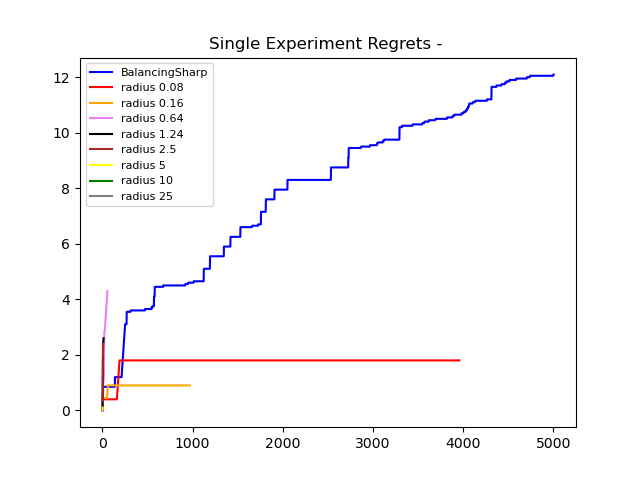 Single Experiment Regrets -
BalancingSharp
radius 0.08
radius 0.16
radius 0.64
radius 1.24
radius 2.5
radius 5
radius 10
radius 25
12
10
8
6
4
2
0
0 1000 2000 3000 4000 5000